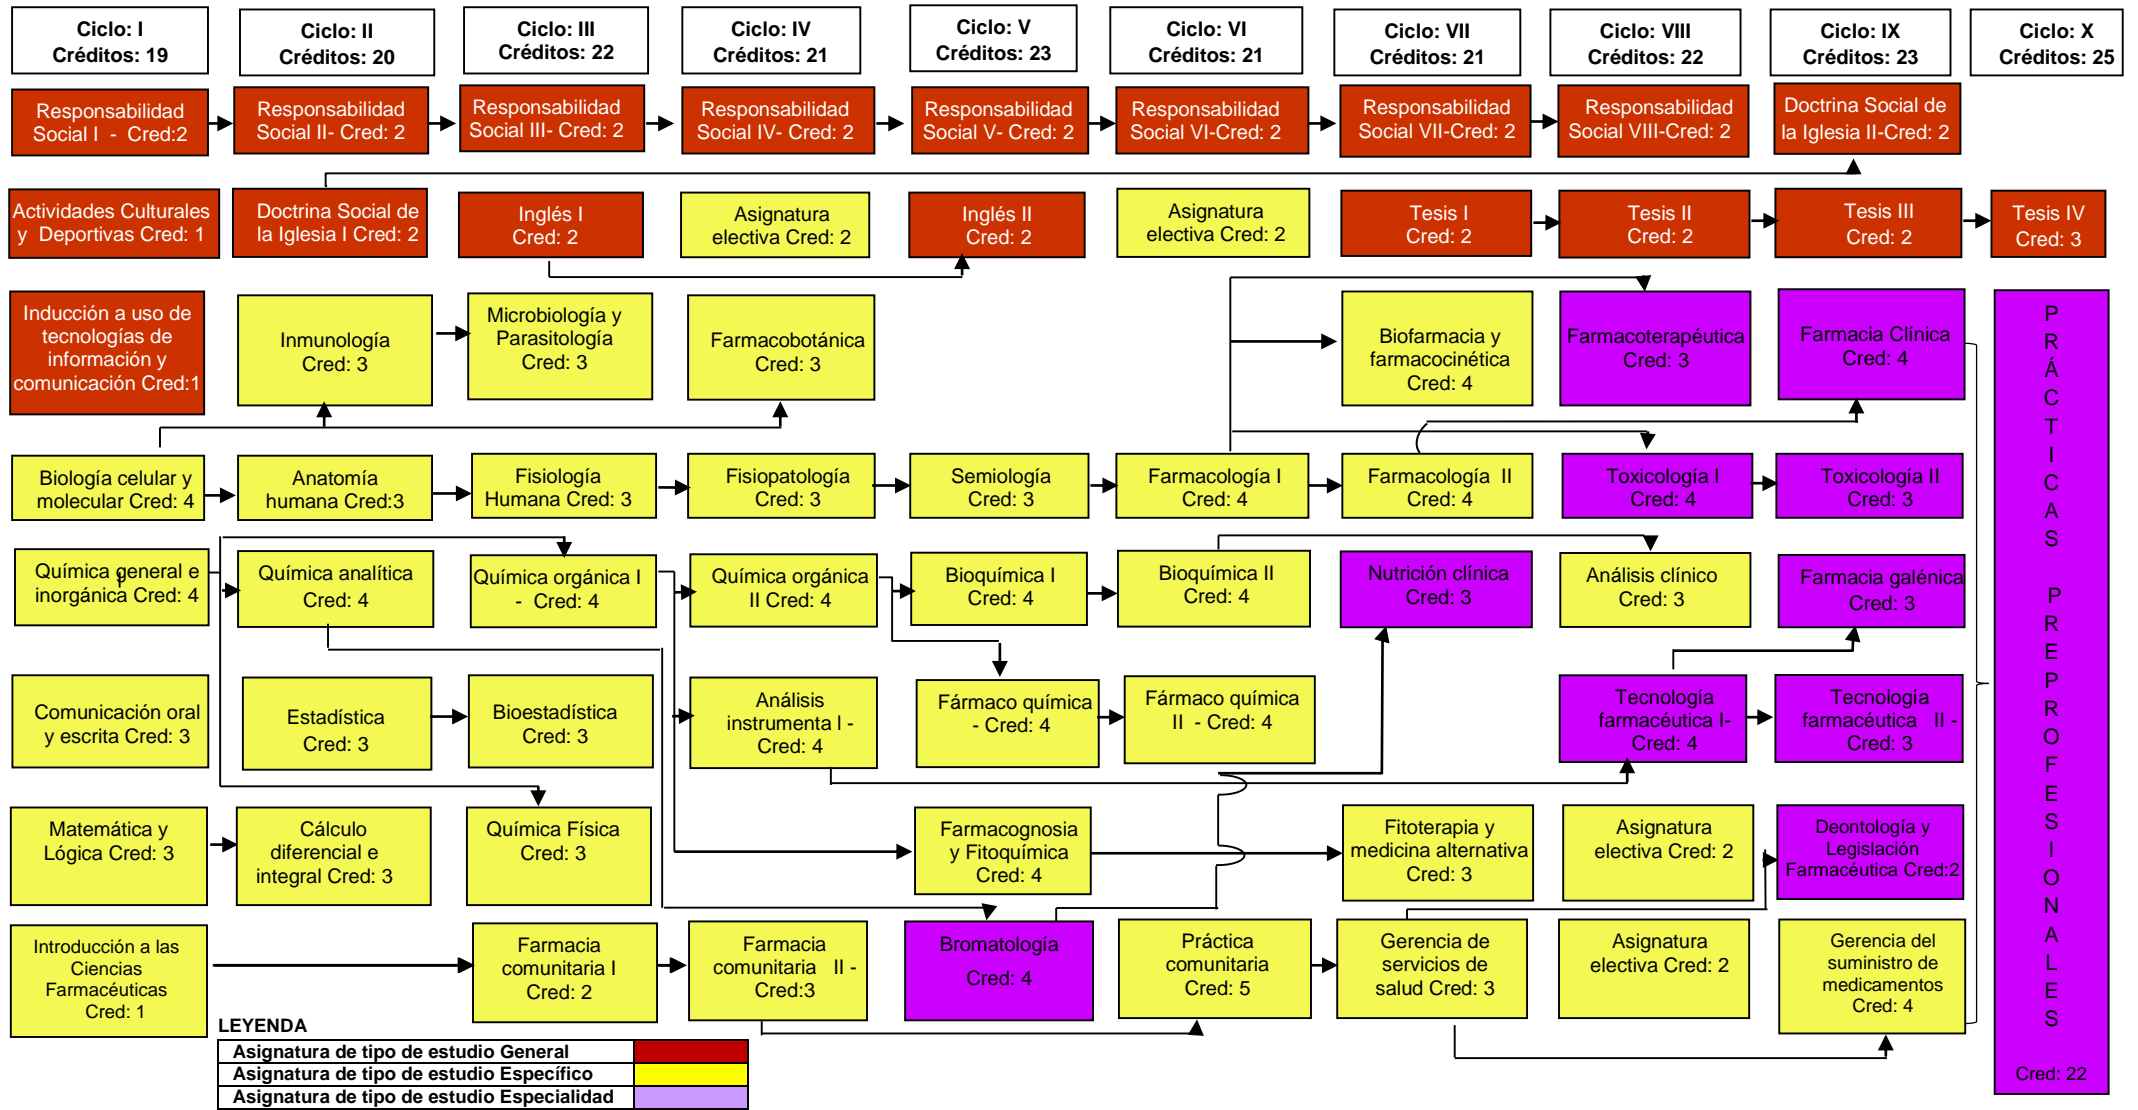 Ciclo: I
Créditos: 19
Ciclo: II
Créditos: 20
Ciclo: III
Créditos: 22
Ciclo: IV
Créditos: 21
Ciclo: V
Créditos: 23
Ciclo: VI
Créditos: 21
Ciclo: VII
Créditos: 21
Ciclo: VIII
Créditos: 22
Ciclo: IX
Créditos: 23
Ciclo: X
Créditos: 25
Responsabilidad
Social I - Cred:2
Responsabilidad
Social II- Cred: 2
Responsabilidad
Social III- Cred: 2
Responsabilidad
Social IV- Cred: 2
Responsabilidad
Social V- Cred: 2
Responsabilidad
Social VI-Cred: 2
Responsabilidad
Social VII-Cred: 2
Responsabilidad
Social VIII-Cred: 2
Doctrina Social de
la Iglesia II-Cred: 2
Actividades Culturales
y Deportivas Cred: 1
Doctrina Social de
la Iglesia I Cred: 2
Inglés I
Cred: 2
Asignatura
electiva Cred: 2
Inglés II
Cred: 2
Asignatura
electiva Cred: 2
Tesis I
Cred: 2
Tesis II
Cred: 2
Tesis III
Cred: 2
Tesis IV
Cred: 3
Inducción a uso de
tecnologías de
información y
comunicación Cred:1
Inmunología
Cred: 3
Microbiología y
Parasitología
Cred: 3
Farmacobotánica
Cred: 3
Biofarmacia y
farmacocinética
Cred: 4
Farmacoterapéutica
Cred: 3
Farmacia Clínica
Cred: 4
Biología celular y
molecular Cred: 4
Anatomía
humana Cred:3
Fisiología
Humana Cred: 3
Fisiopatología
Cred: 3
Semiología
Cred: 3
Farmacología I
Cred: 4
Farmacología II
Cred: 4
Toxicología I
Cred: 4
Toxicología II
Cred: 3
Química general e
inorgánica Cred: 4
Química analítica
Cred: 4
Química orgánica I
- Cred: 4
Química orgánica
II Cred: 4
Bioquímica I
Cred: 4
Bioquímica II
Cred: 4
Nutrición clínica
Cred: 3
Análisis clínico
Cred: 3
Farmacia galénica
Cred: 3
Comunicación oral
y escrita Cred: 3
Estadística
Cred: 3
Bioestadística
Cred: 3
Análisis
instrumenta I -
Cred: 4
Fármaco química I
- Cred: 4
Fármaco química
II - Cred: 4
Tecnología
farmacéutica I-
Cred: 4
Tecnología
farmacéutica II -
Cred: 3
Matemática y
Lógica Cred: 3
Cálculo
diferencial e
integral Cred: 3
Química Física
Cred: 3
Farmacognosia
y Fitoquímica
Cred: 4
Fitoterapia y
medicina alternativa
Cred: 3
Asignatura
electiva Cred: 2
Deontología y
Legislación
Farmacéutica Cred:2
Introducción a las
Ciencias
Farmacéuticas
Cred: 1
Farmacia
comunitaria I
Cred: 2
Farmacia
comunitaria II -
Cred:3
Bromatología
Cred: 4
Práctica
comunitaria
Cred: 5
Gerencia de
servicios de
salud Cred: 3
Asignatura
electiva Cred: 2
Gerencia del
suministro de
medicamentos
Cred: 4
PRÁCTICAS PREPROFESIONALES
Cred: 22
LEYENDA
Asignatura de tipo de estudio General
Asignatura de tipo de estudio Específico
Asignatura de tipo de estudio Especialidad